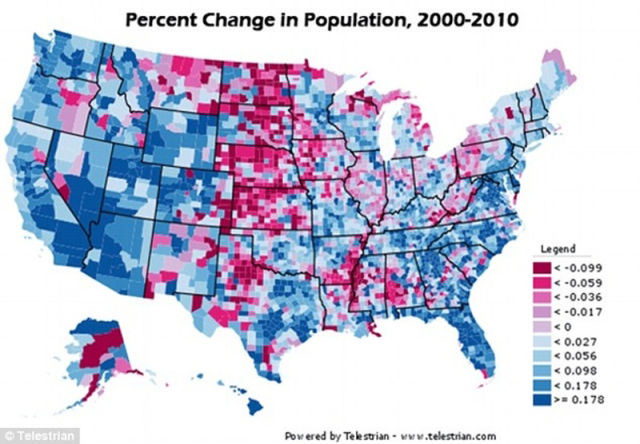 Percent Change in Population, 2000-2010
Legend
< -0.099
< -0.059
< -0.036
< -0.017
< 0
< 0.027
< 0.056
< 0.098
< 0.178
>= 0.178
© Telestrian
Powered by Telestrian - www.telestrian.com